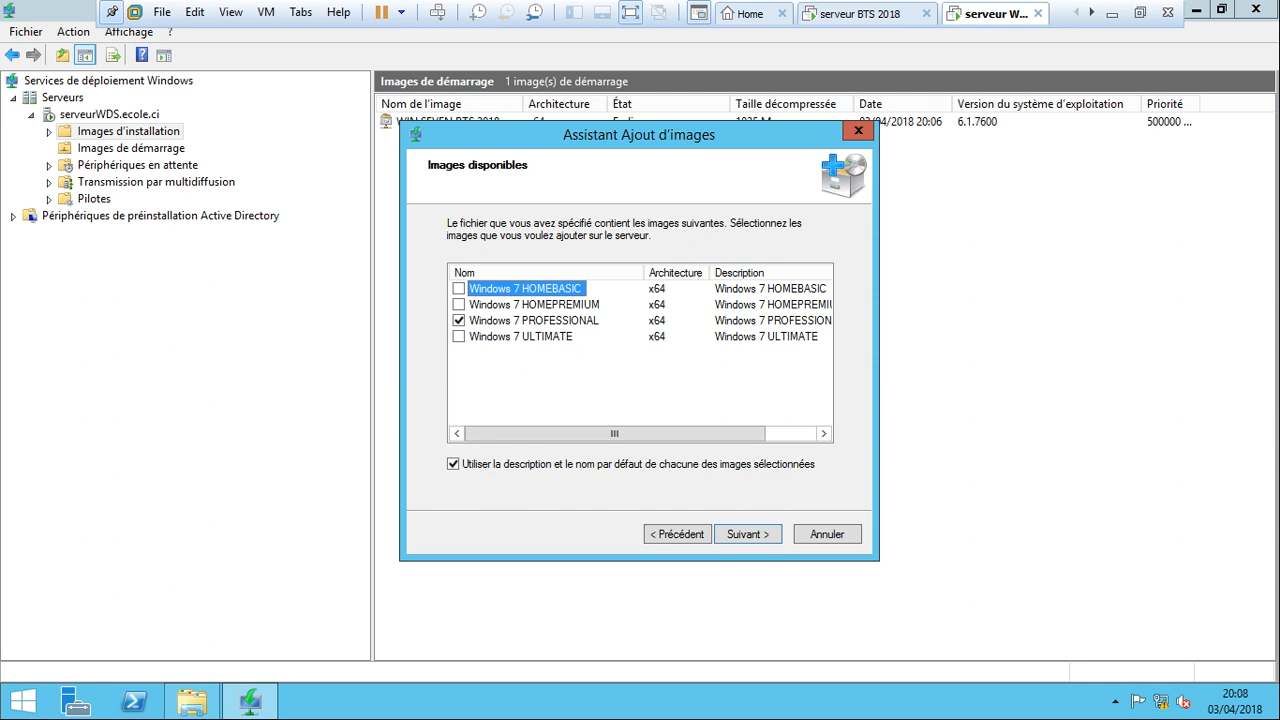 File Edit View VM Tabs Help Home serveur BTS 2018 serveur W...
Fichier Action Affichage ?
Services de déploiement Windows
Serveurs
serveurWDS.ecole.ci
Images d'installation
Images de démarrage
Périphériques en attente
Transmission par multidiffusion
Pilotes
Périphériques de préinstallation Active Directory
Images de démarrage 1 image(s) de démarrage
Nom de l'image Architecture État Taille décompressée Date Version du système d'exploitation Priorité
03/04/2018 20:06 6.1.7600 500000 ...
Assistant Ajout d'images
Images disponibles
Le fichier que vous avez spécifié contient les images suivantes. Sélectionnez les
images que vous voulez ajouter sur le serveur.
Nom Architecture Description
Windows 7 HOMEBASIC x64 Windows 7 HOMEBASIC
Windows 7 HOMEPREMIUM x64 Windows 7 HOMEPREMIU
Windows 7 PROFESSIONAL x64 Windows 7 PROFESSION
Windows 7 ULTIMATE x64 Windows 7 ULTIMATE
Utiliser la description et le nom par défaut de chacune des images sélectionnées
< Précédent Suivant > Annuler
20:08
03/04/2018